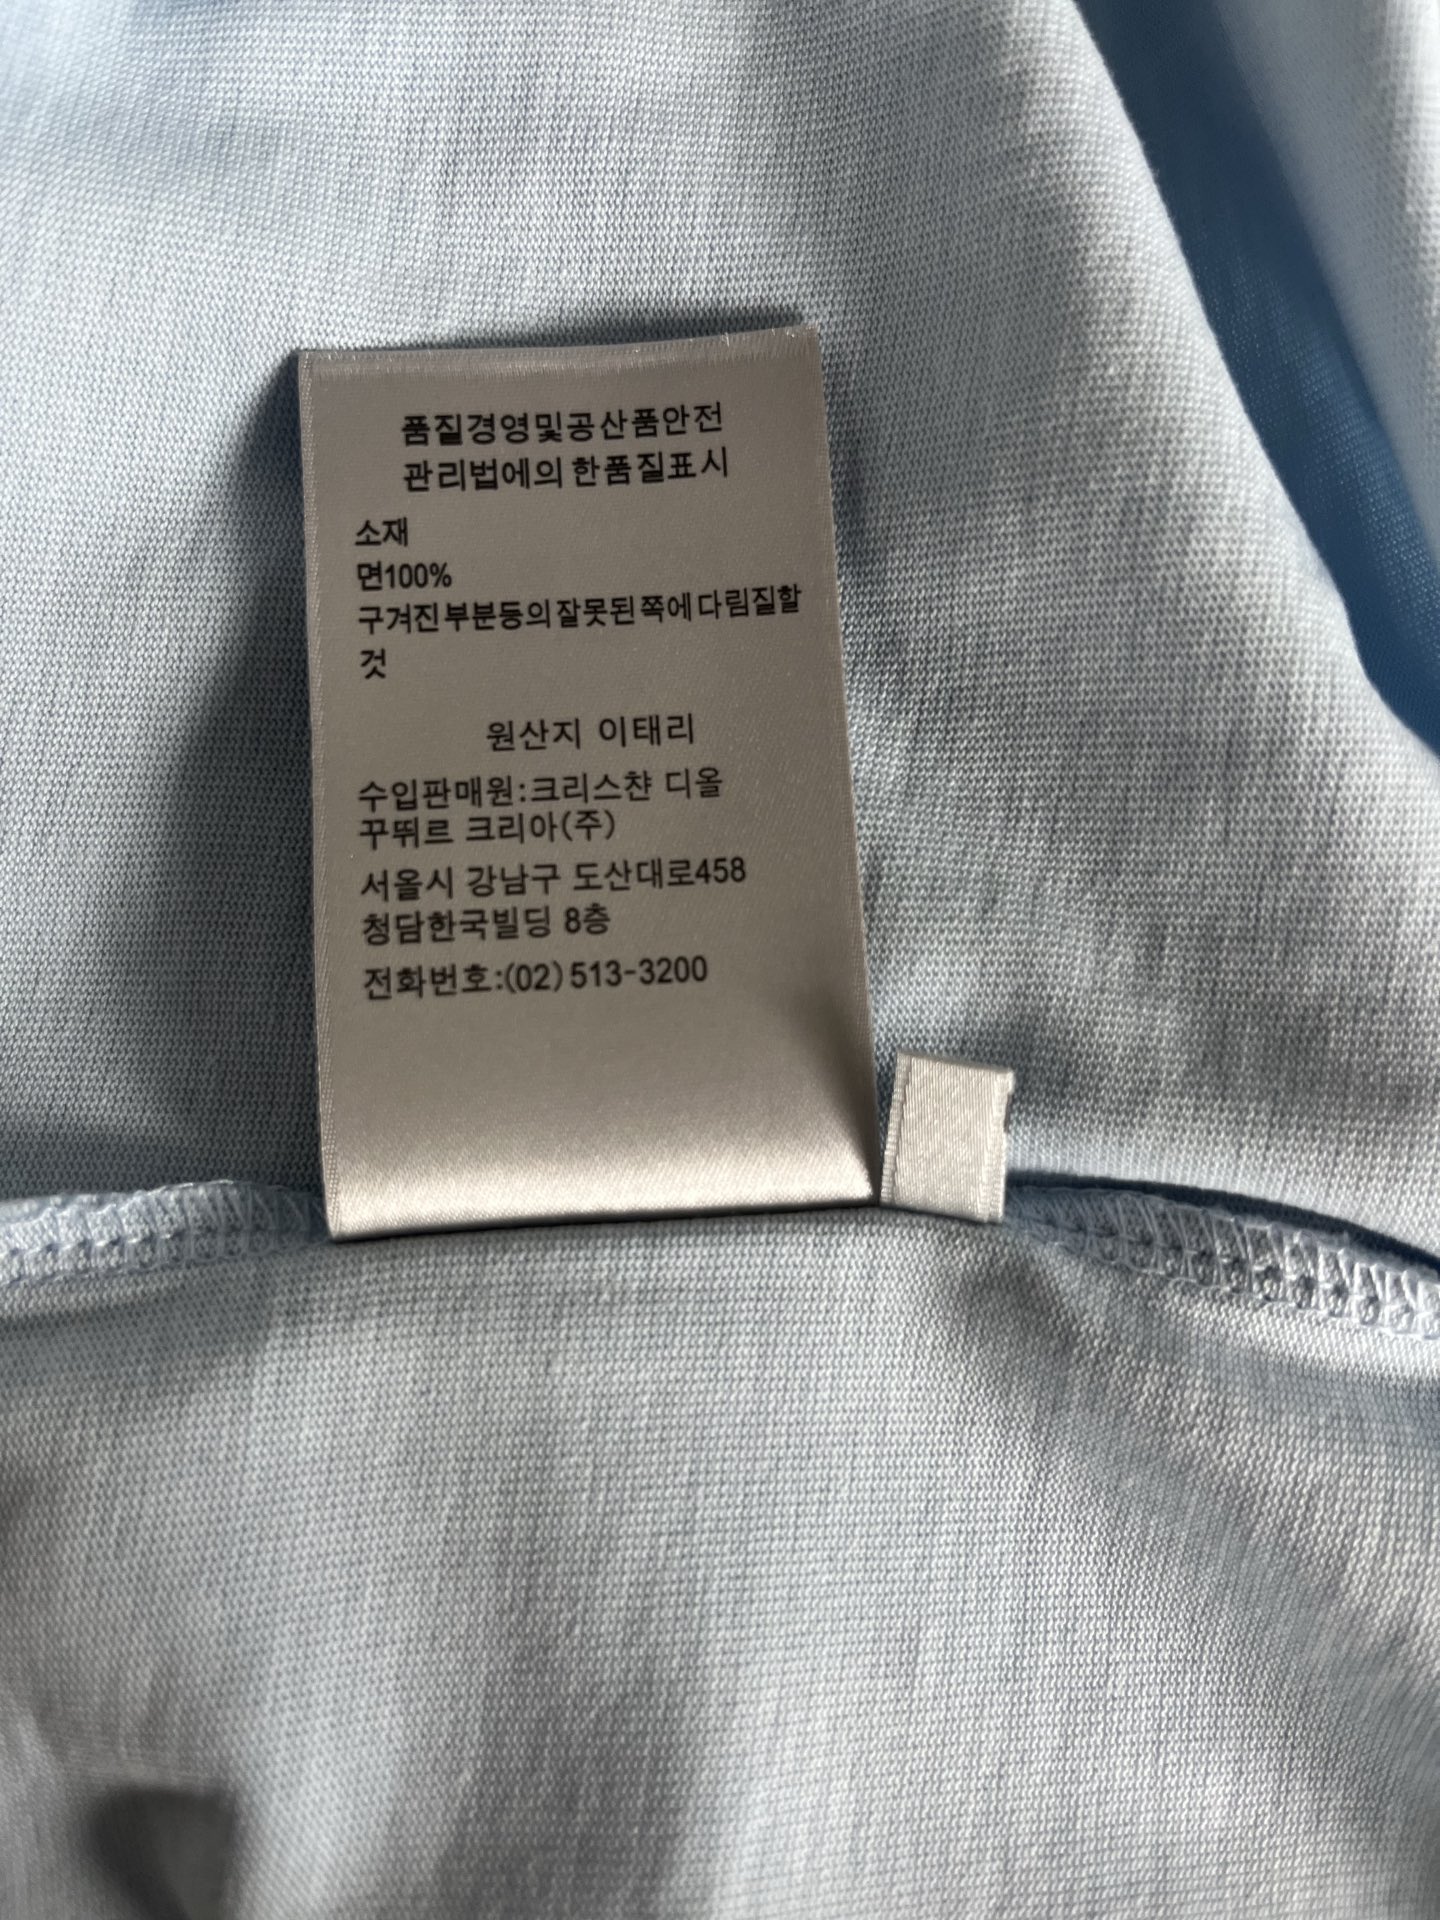 품질경영및공산품안전
관리법에의한품질표시
소재
면100%
구겨진부분등의잘못된쪽에다림질할
것
원산지 이태리
수입판매원:크리스챤 디올
꾸뛰르 크리아(주)
서올시 강남구 도산대로458
청담한국빌딩 8층
전화번호:(02)513-3200